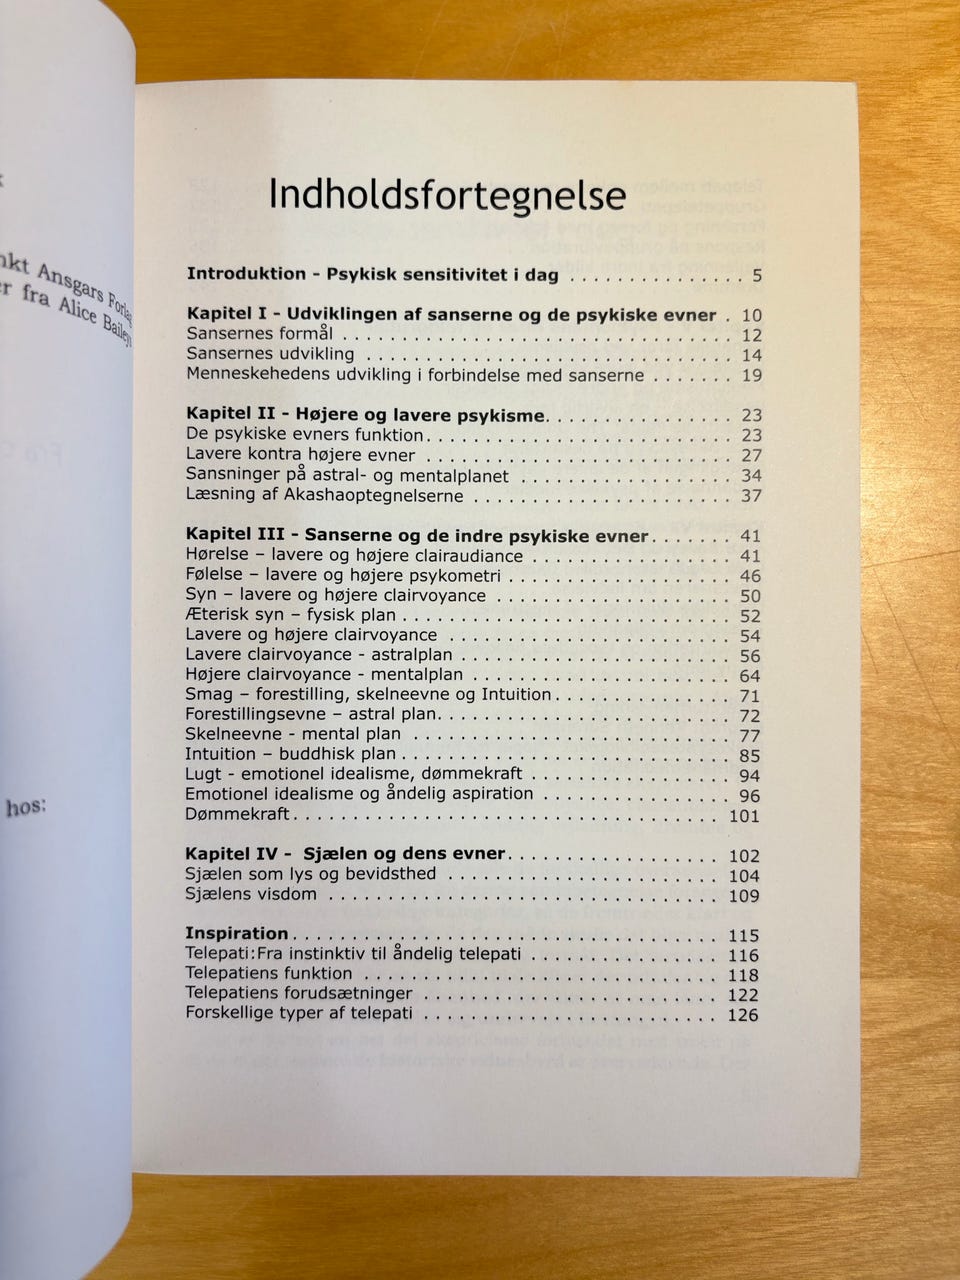 Ansgars
fra Alice
hos:
Indholdsfortegnelse
Introduktion - Psykisk sensitivitet i dag . . . . . . . . . . . . . . . 5
Kapitel I - Udviklingen af sanserne og de psykiske evner . 10
Sansernes formål . . . . . . . . . . . . . . . . . . . . . . . . . . . . . 12
Sansernes udvikling . . . . . . . . . . . . . . . . . . . . . . . . . . . 14
Menneskehedens udvikling i forbindelse med sanserne . . . . . . . 19
Kapitel II - Højere og lavere psykisme. . . . . . . . . . . . . . . . 23
De psykiske evners funktion. . . . . . . . . . . . . . . . . . . . . . . 23
Lavere kontra højere evner . . . . . . . . . . . . . . . . . . . . . . . 27
Sansninger på astral- og mentalplanet . . . . . . . . . . . . . . . . 34
Læsning af Akashaoptegnelserne . . . . . . . . . . . . . . . . . . . . 37
Kapitel III - Sanserne og de indre psykiske evner. . . . . . . 41
Hørelse – lavere og højere clairaudiance . . . . . . . . . . . . . . . 41
Følelse – lavere og højere psykometri . . . . . . . . . . . . . . . . . 46
Syn – lavere og højere clairvoyance . . . . . . . . . . . . . . . . . . 50
Æterisk syn – fysisk plan . . . . . . . . . . . . . . . . . . . . . . . . 52
Lavere og højere clairvoyance . . . . . . . . . . . . . . . . . . . . . 54
Lavere clairvoyance - astralplan . . . . . . . . . . . . . . . . . . . . 56
Højere clairvoyance - mentalplan . . . . . . . . . . . . . . . . . . . 64
Smag – forestilling, skelneevne og Intuition. . . . . . . . . . . . . 71
Forestillingsevne – astral plan. . . . . . . . . . . . . . . . . . . . . . 72
Skelneevne - mental plan . . . . . . . . . . . . . . . . . . . . . . . . 77
Intuition – buddhisk plan . . . . . . . . . . . . . . . . . . . . . . . . 85
Lugt - emotionel idealisme, dømmekraft . . . . . . . . . . . . . . . 94
Emotionel idealisme og åndelig aspiration . . . . . . . . . . . . . . 96
Dømmekraft. . . . . . . . . . . . . . . . . . . . . . . . . . . . . . . . 101
Kapitel IV - Sjælen og dens evner. . . . . . . . . . . . . . . . . . 102
Sjælen som lys og bevidsthed . . . . . . . . . . . . . . . . . . . . . 104
Sjælens visdom . . . . . . . . . . . . . . . . . . . . . . . . . . . . . . 109
Inspiration. . . . . . . . . . . . . . . . . . . . . . . . . . . . . . . . . 115
Telepati:Fra instinktiv til åndelig telepati . . . . . . . . . . . . . . 116
Telepatiens funktion . . . . . . . . . . . . . . . . . . . . . . . . . . . 118
Telepatiens forudsætninger . . . . . . . . . . . . . . . . . . . . . . . 122
Forskellige typer af telepati . . . . . . . . . . . . . . . . . . . . . . . 126